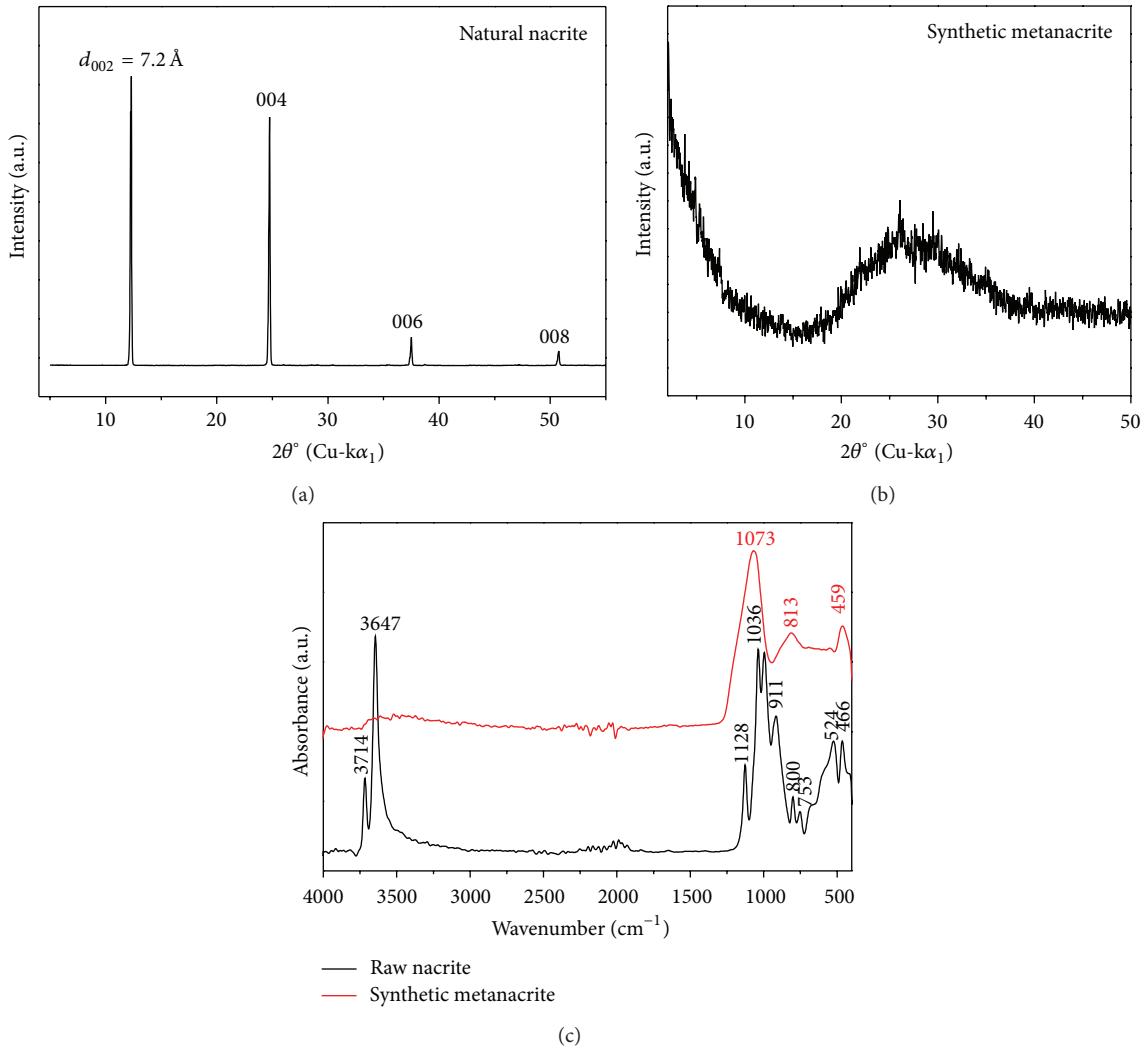 Natural nacrite
d₀₀₂ = 7.2 Å
004
006
008
Intensity (a.u.)
10 20 30 40 50
2θ° (Cu-kα₁)
(a)
Synthetic metanacrite
Intensity (a.u.)
10 20 30 40 50
2θ° (Cu-kα₁)
(b)
1073
813
459
3647
3714
1036
1128
911
800
753
524
466
Absorbance (a.u.)
4000 3500 3000 2500 2000 1500 1000 500
Wavenumber (cm⁻¹)
Raw nacrite
Synthetic metanacrite
(c)